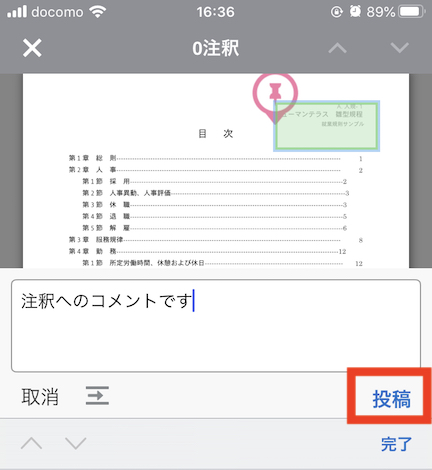 docomo 16:36 89%
0注釈
ューマンテラス 雛型規程
就業規則サンプル
目 次
第1章 総 則 1
第2章 人 事 2
第1節 採 用 2
第2節 人事異動、人事評価 3
第3節 休 職 3
第4節 退 職 5
第5節 解 雇 6
第3章 服務規律 8
第4章 勤 務 12
第1節 所定労働時間、休憩および休日 12
注釈へのコメントです
取消 投稿
完了